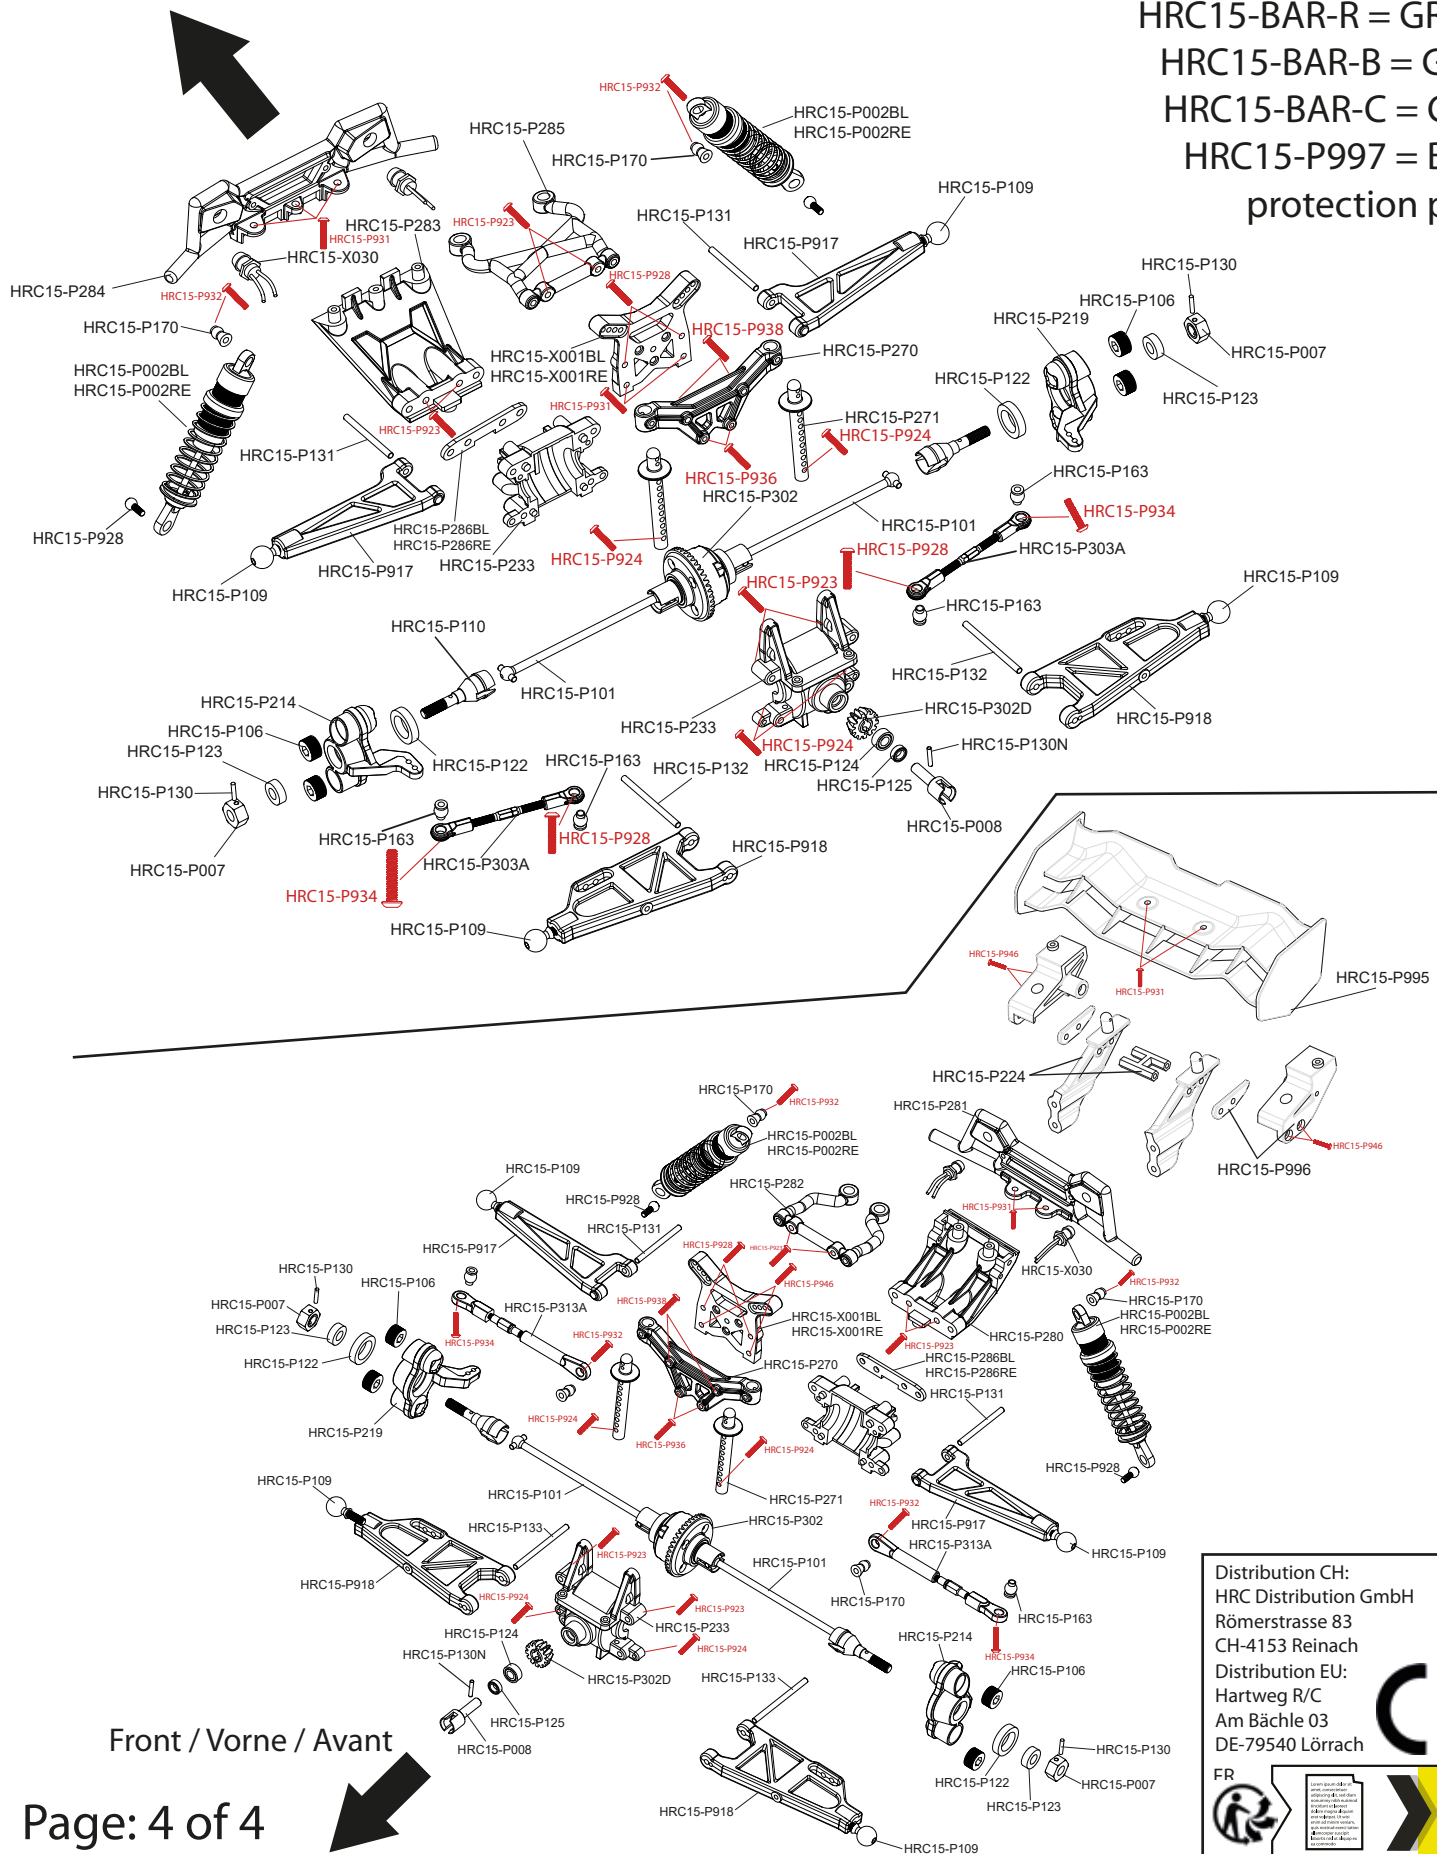 HRC15-BAR-R = GR
HRC15-BAR-B = G
HRC15-BAR-C =
HRC15-P997 =
protection p
HRC15-P932
HRC15-P002BL
HRC15-P002RE
HRC15-P285
HRC15-P170
HRC15-P109
HRC15-P131
HRC15-P923
HRC15-P283
HRC15-P931
HRC15-X030
HRC15-P917
HRC15-P284
HRC15-P932
HRC15-P928
HRC15-P130
HRC15-P106
HRC15-P219
HRC15-P170
HRC15-P938
HRC15-P007
HRC15-X001BL
HRC15-X001RE
HRC15-P270
HRC15-P002BL
HRC15-P002RE
HRC15-P122
HRC15-P123
HRC15-P931
HRC15-P271
HRC15-P924
HRC15-P923
HRC15-P131
HRC15-P936
HRC15-P163
HRC15-P302
HRC15-P934
HRC15-P286BL
HRC15-P286RE
HRC15-P101
HRC15-P928
HRC15-P303A
HRC15-P928
HRC15-P924
HRC15-P233
HRC15-P917
HRC15-P109
HRC15-P923
HRC15-P109
HRC15-P163
HRC15-P110
HRC15-P132
HRC15-P101
HRC15-P214
HRC15-P302D
HRC15-P918
HRC15-P233
HRC15-P106
HRC15-P123
HRC15-P924
HRC15-P130N
HRC15-P122
HRC15-P163
HRC15-P132
HRC15-P124
HRC15-P125
HRC15-P130
HRC15-P008
HRC15-P163
HRC15-P928
HRC15-P918
HRC15-P007
HRC15-P303A
HRC15-P934
HRC15-P109
HRC15-P946
HRC15-P931
HRC15-P995
HRC15-P224
HRC15-P946
HRC15-P996
HRC15-P170
HRC15-P932
HRC15-P281
HRC15-P002BL
HRC15-P002RE
HRC15-P109
HRC15-P282
HRC15-P928
HRC15-P931
HRC15-P131
HRC15-P917
HRC15-P928
HRC15-P923
HRC15-X030
HRC15-P130
HRC15-P106
HRC15-P946
HRC15-P932
HRC15-P007
HRC15-P313A
HRC15-P938
HRC15-P170
HRC15-P002BL
HRC15-P002RE
HRC15-P123
HRC15-X001BL
HRC15-X001RE
HRC15-P934
HRC15-P932
HRC15-P280
HRC15-P923
HRC15-P122
HRC15-P270
HRC15-P286BL
HRC15-P286RE
HRC15-P131
HRC15-P924
HRC15-P219
HRC15-P936
HRC15-P924
HRC15-P928
HRC15-P109
HRC15-P101
HRC15-P271
HRC15-P932
HRC15-P302
HRC15-P917
HRC15-P133
HRC15-P313A
HRC15-P923
HRC15-P101
HRC15-P109
HRC15-P918
HRC15-P924
HRC15-P170
HRC15-P923
HRC15-P163
HRC15-P233
HRC15-P124
HRC15-P214
HRC15-P924
HRC15-P130N
HRC15-P934
HRC15-P106
HRC15-P302D
HRC15-P133
HRC15-P125
HRC15-P008
HRC15-P130
HRC15-P122
HRC15-P007
HRC15-P123
HRC15-P918
HRC15-P109
Front / Vorne / Avant
Page: 4 of 4
Distribution CH:
HRC Distribution GmbH
Römerstrasse 83
CH-4153 Reinach
Distribution EU:
Hartweg R/C
Am Bächle 03
DE-79540 Lörrach
FR